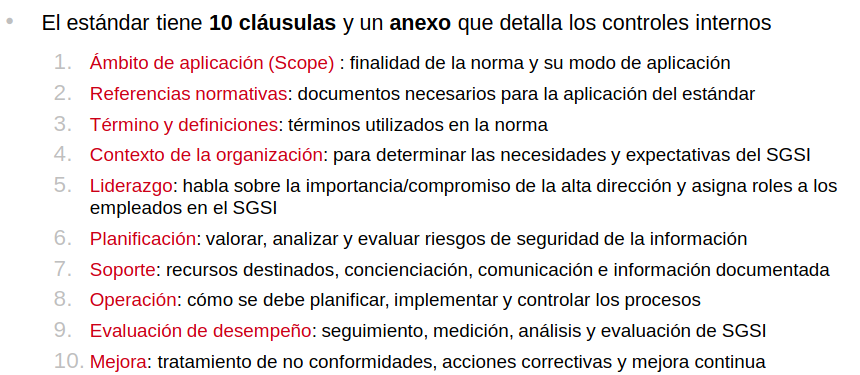 • El estándar tiene 10 cláusulas y un anexo que detalla los controles internos
1. Ámbito de aplicación (Scope) : finalidad de la norma y su modo de aplicación
2. Referencias normativas: documentos necesarios para la aplicación del estándar
3. Término y definiciones: términos utilizados en la norma
4. Contexto de la organización: para determinar las necesidades y expectativas del SGSI
5. Liderazgo: habla sobre la importancia/compromiso de la alta dirección y asigna roles a los
empleados en el SGSI
6. Planificación: valorar, analizar y evaluar riesgos de seguridad de la información
7. Soporte: recursos destinados, concienciación, comunicación e información documentada
8. Operación: cómo se debe planificar, implementar y controlar los procesos
9. Evaluación de desempeño: seguimiento, medición, análisis y evaluación de SGSI
10. Mejora: tratamiento de no conformidades, acciones correctivas y mejora continua